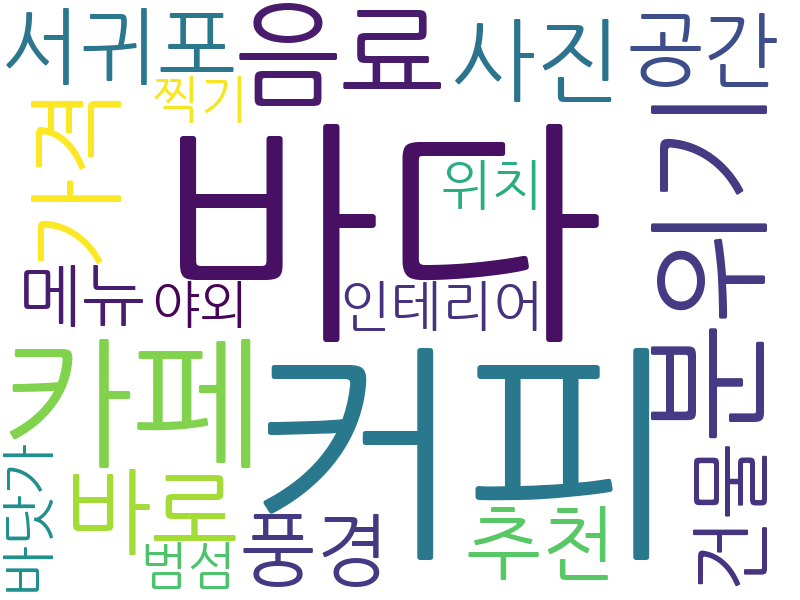 서귀포
음료
사진
공간
찍기
가격
바다
위치
분위기
메뉴
야외
인테리어
카페
커피
바닷가
바로
건물
범섬
풍경
추천